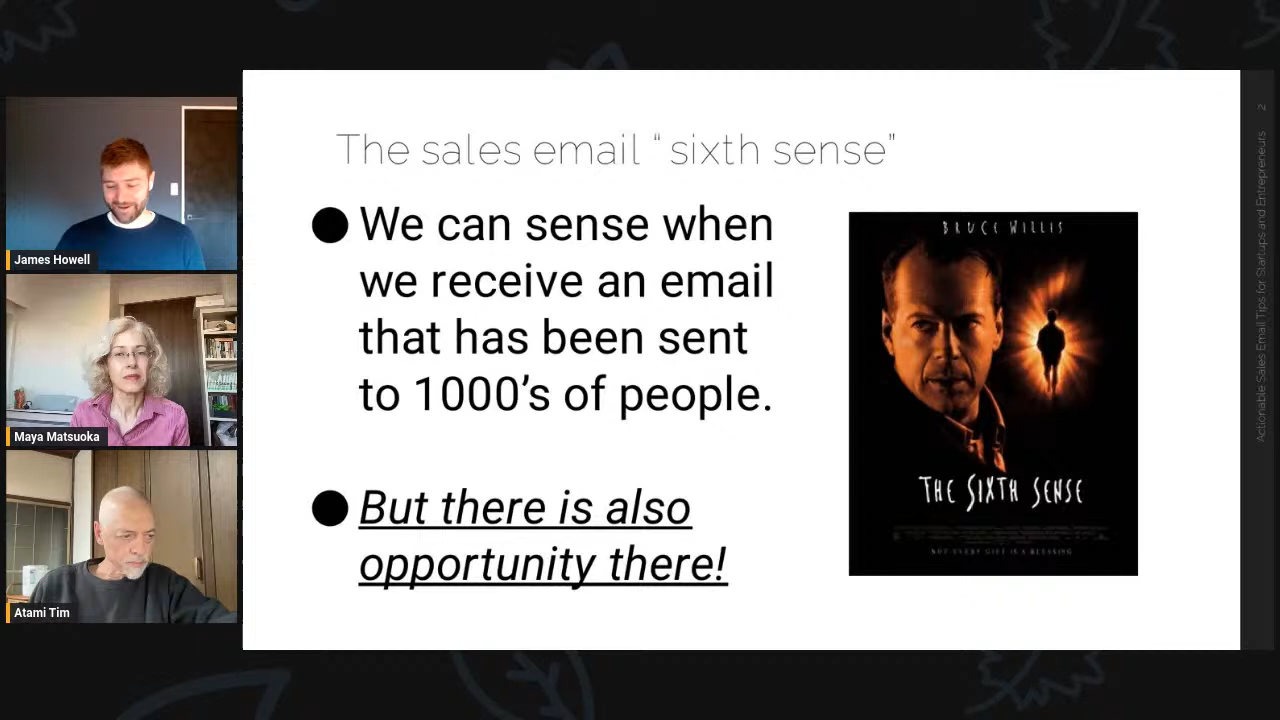 The sales email “sixth sense”
We can sense when
we receive an email
that has been sent
to 1000’s of people.
But there is also
opportunity there!
BRUCE WILLIS
THE SIXTH SENSE
NOT EVERY GIFT IS A BLESSING
James Howell
Maya Matsuoka
Atami Tim
Actionable Sales Email Tips for Startups and Entrepreneurs 2